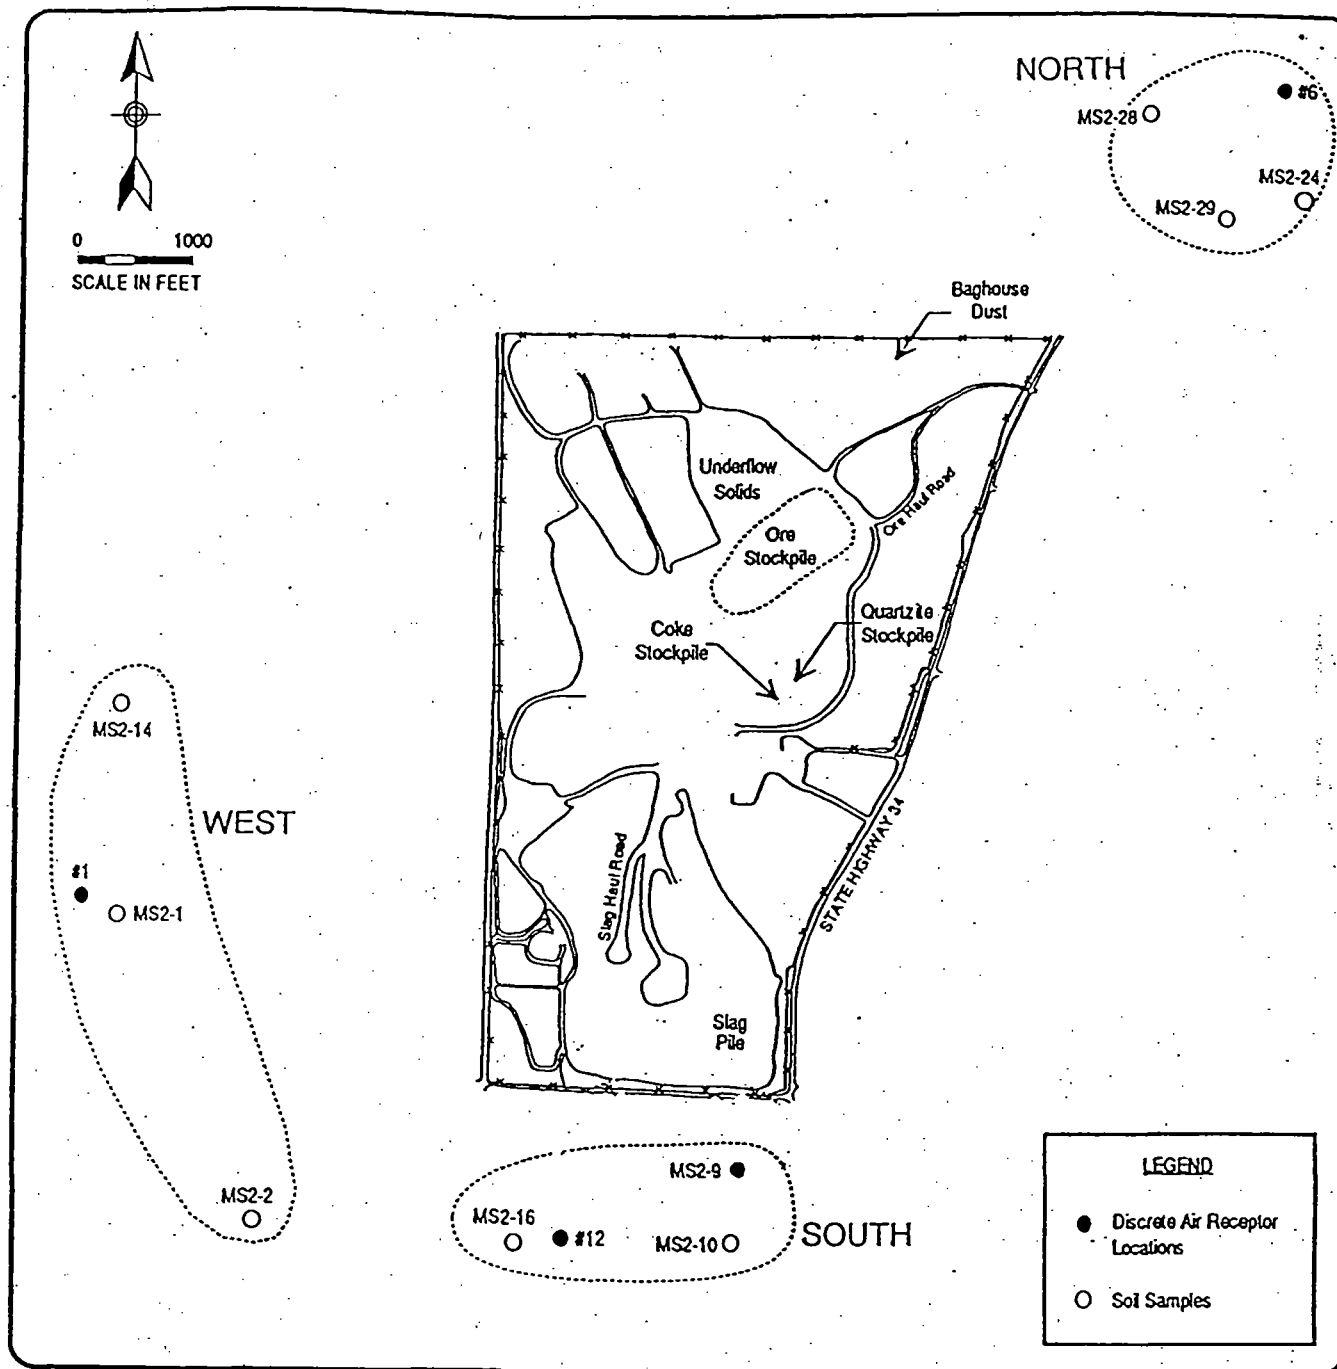 NORTH
#6
MS2-28
MS2-24
MS2-29
0 1000
SCALE IN FEET
Baghouse
Dust
Underflow
Solids
Ore
Stockpile
Ore Haul Road
Quartzite
Stockpile
Coke
Stockpile
MS2-14
WEST
#1
MS2-1
Slag Haul Road
STATE HIGHWAY 34
Slag
Pile
MS2-2
MS2-9
MS2-16
#12
MS2-10
SOUTH
LEGEND
Discrete Air Receptor
Locations
Soil Samples